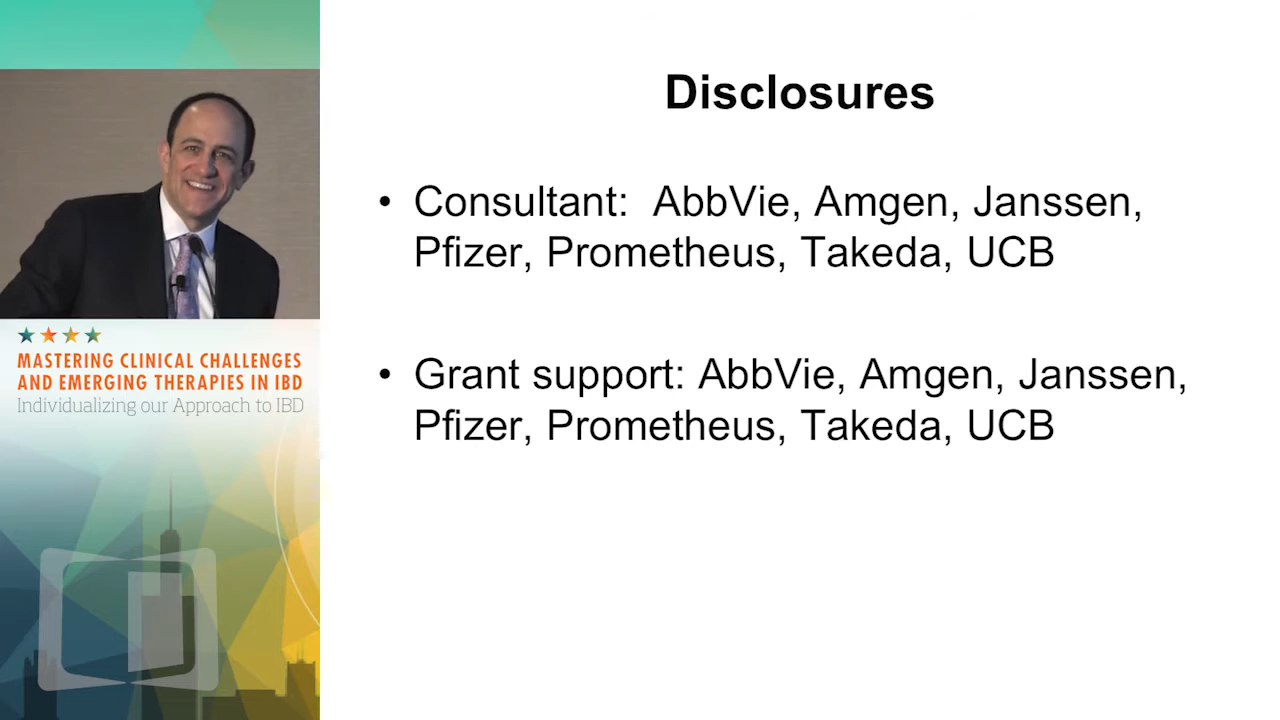 Disclosures
• Consultant:  AbbVie, Amgen, Janssen,
Pfizer, Prometheus, Takeda, UCB
• Grant support: AbbVie, Amgen, Janssen,
Pfizer, Prometheus, Takeda, UCB
MASTERING CLINICAL CHALLENGES
AND EMERGING THERAPIES IN IBD
Individualizing our Approach to IBD